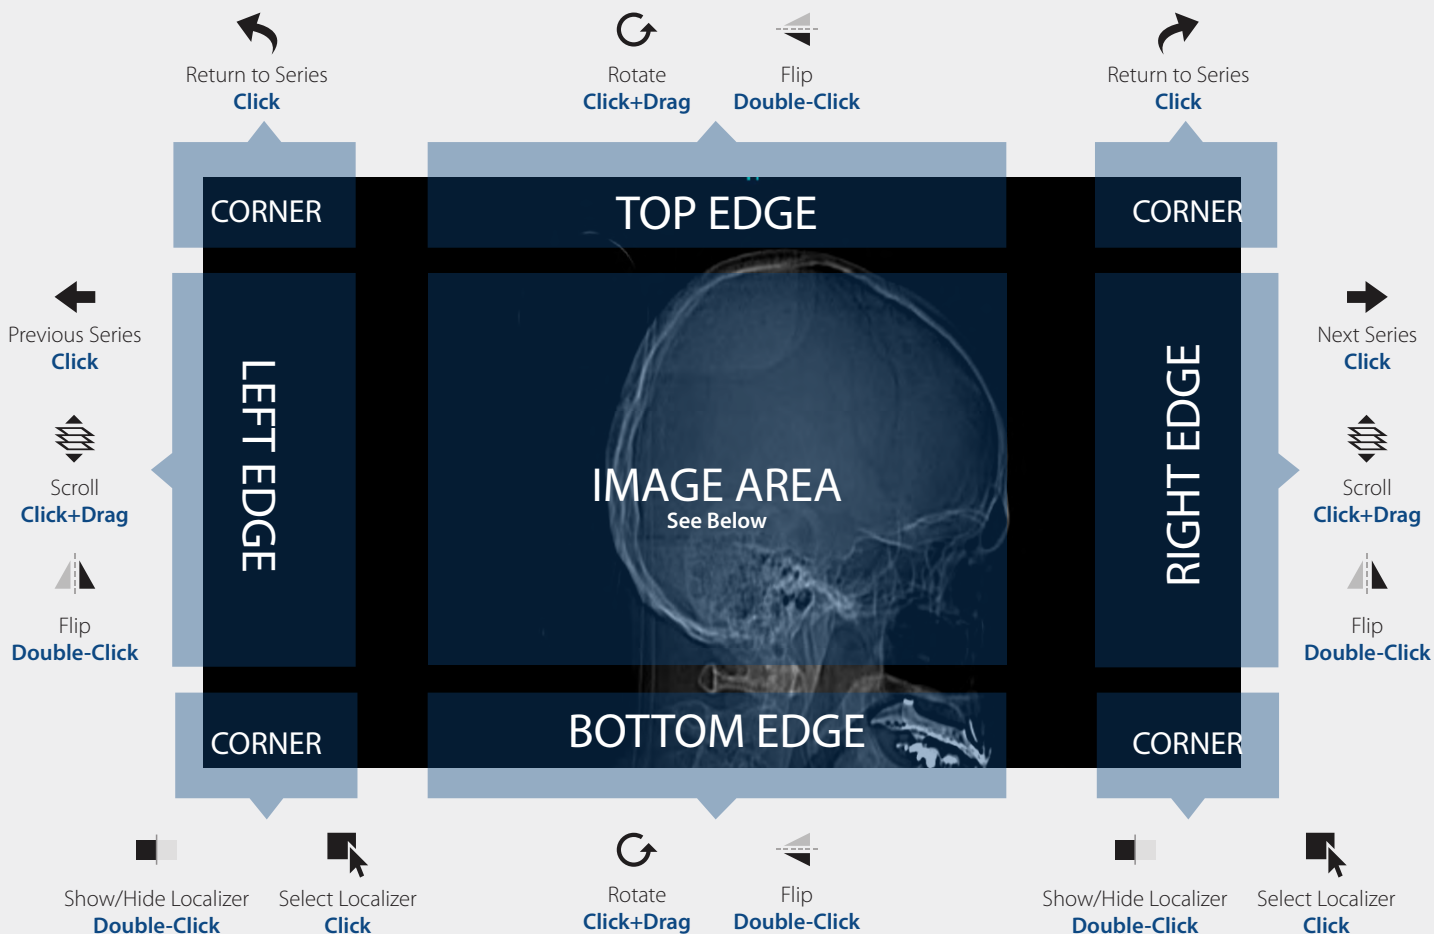 Return to Series
Click
Rotate
Click+Drag
Flip
Double-Click
Return to Series
Click
CORNER
TOP EDGE
CORNER
Previous Series
Click
Scroll
Click+Drag
Flip
Double-Click
LEFT EDGE
IMAGE AREA
See Below
RIGHT EDGE
Next Series
Click
Scroll
Click+Drag
Flip
Double-Click
CORNER
BOTTOM EDGE
CORNER
Show/Hide Localizer
Double-Click
Select Localizer
Click
Rotate
Click+Drag
Flip
Double-Click
Show/Hide Localizer
Double-Click
Select Localizer
Click